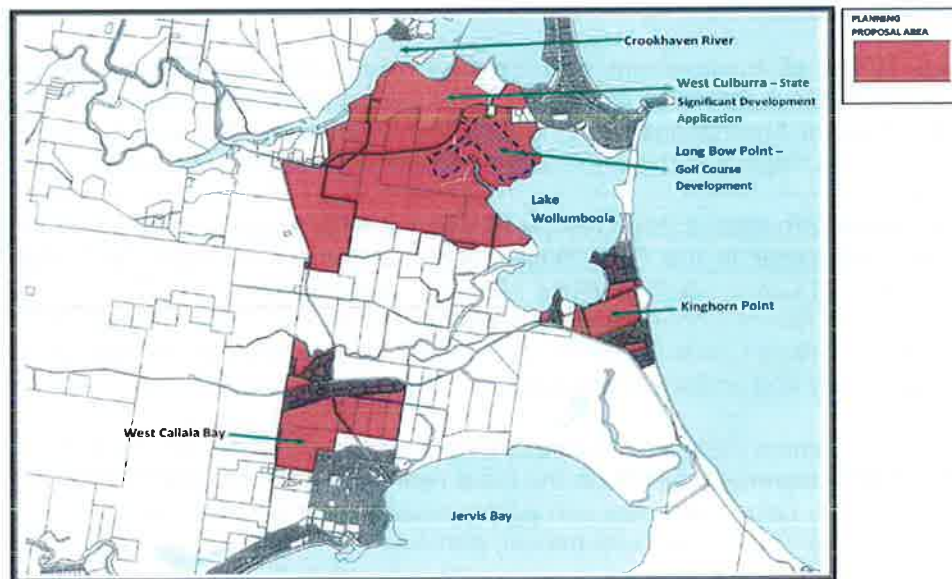 PLANNING
PROPOSAL AREA
Crookhaven River
West Culburra – State
Significant Development
Application
Long Bow Point –
Golf Course
Development
Lake
Wollumboola
Kinghorn Point
West Callala Bay
Jervis Bay